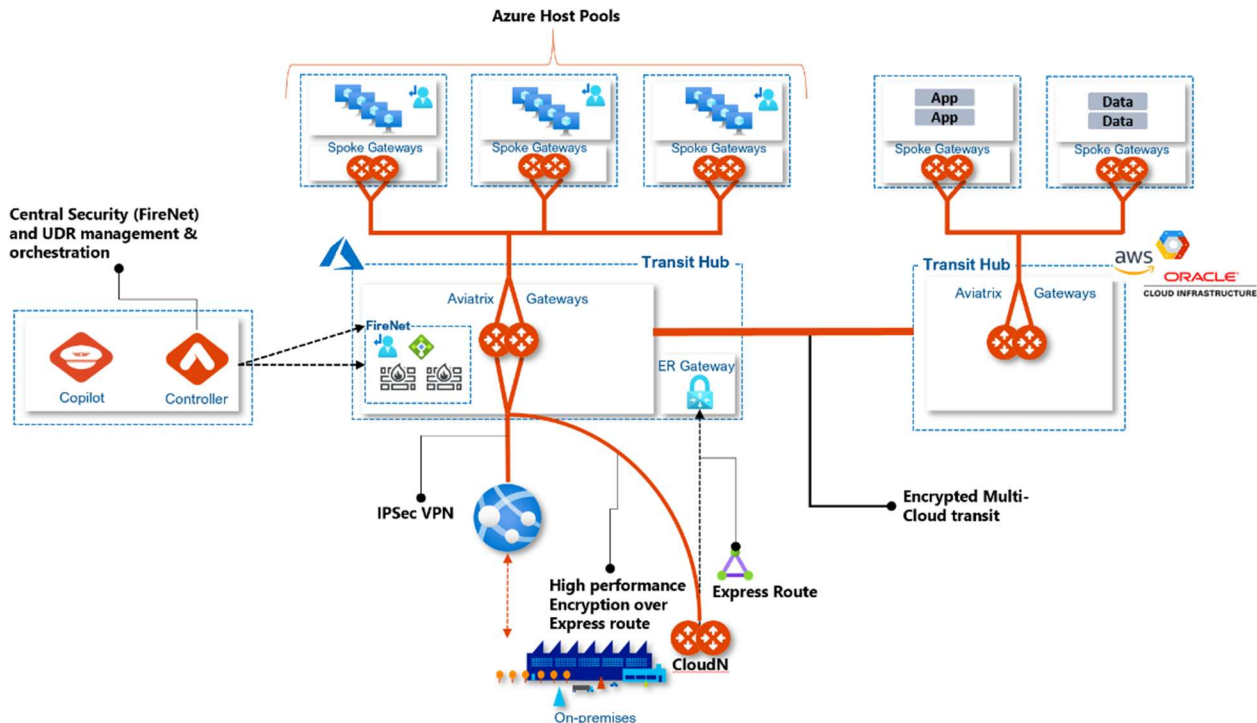 Azure Host Pools
App
App
Data
Data
Spoke Gateways
Spoke Gateways
Spoke Gateways
Spoke Gateways
Spoke Gateways
Central Security (FireNet)
and UDR management &
orchestration
Transit Hub
Transit Hub
aws
ORACLE
CLOUD INFRASTRUCTURE
Aviatrix
Gateways
Aviatrix
Gateways
FireNet
ER Gateway
Copilot
Controller
IPSec VPN
Encrypted Multi-
Cloud transit
High performance
Encryption over
Express route
Express Route
CloudN
On-premises